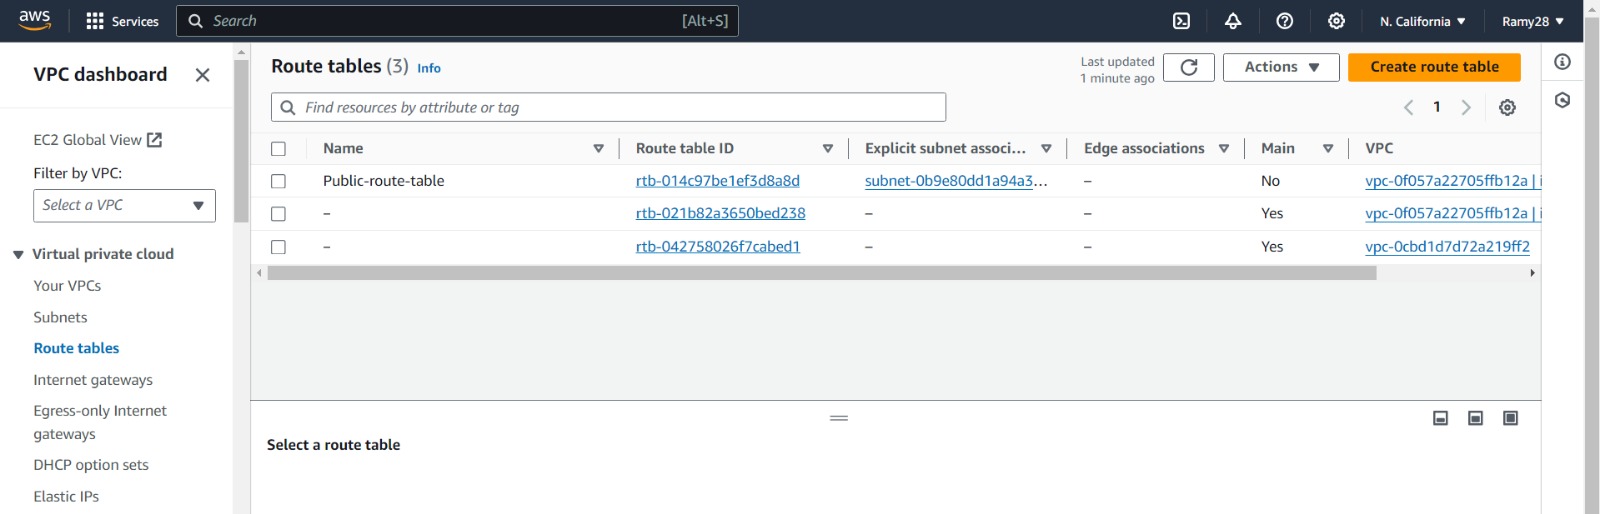 aws Services Search [Alt+S] N. California Ramy28
VPC dashboard
EC2 Global View
Filter by VPC:
Select a VPC
Virtual private cloud
Your VPCs
Subnets
Route tables
Internet gateways
Egress-only Internet
gateways
DHCP option sets
Elastic IPs
Route tables (3) Info
Last updated
1 minute ago
Actions
Create route table
Find resources by attribute or tag
1
Name Route table ID Explicit subnet associ... Edge associations Main VPC
Public-route-table rtb-014c97be1ef3d8a8d subnet-0b9e80dd1a94a3... – No vpc-0f057a22705ffb12a | i
– rtb-021b82a3650bed238 – – Yes vpc-0f057a22705ffb12a | i
– rtb-042758026f7cabed1 – – Yes vpc-0cbd1d7d72a219ff2
Select a route table